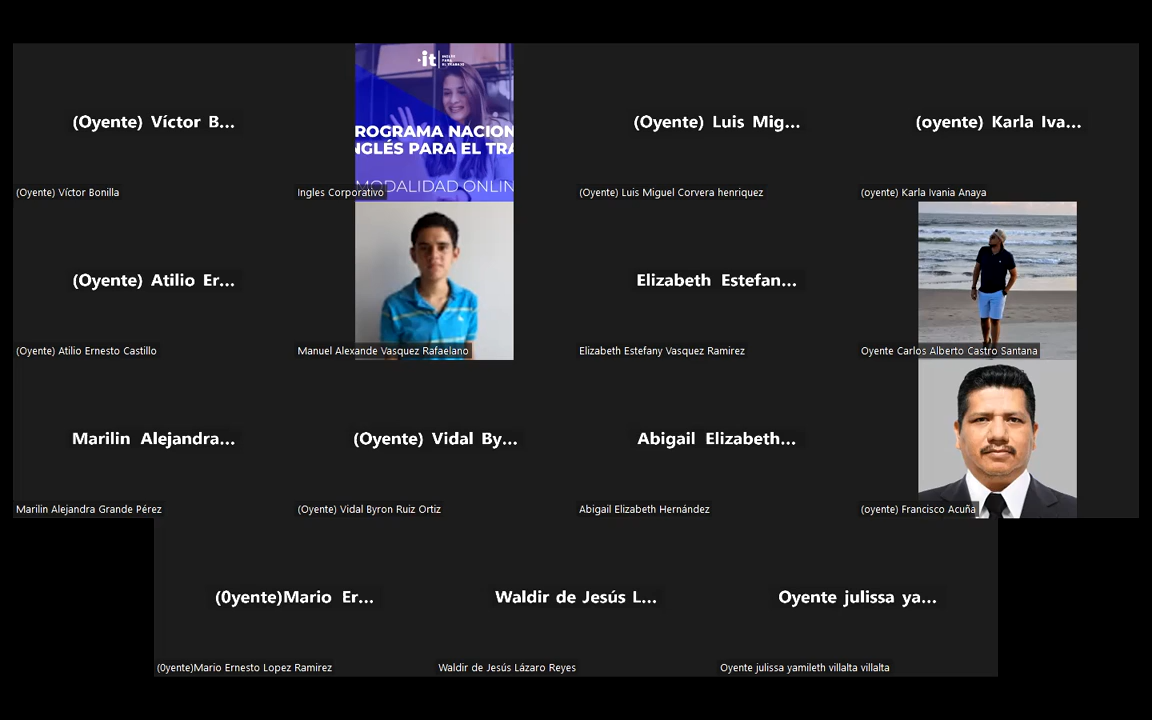 (Oyente) Víctor B...
(Oyente) Víctor Bonilla
·it INGLÉS
PARA
EL TRABAJO
PROGRAMA NACION
NGLÉS PARA EL TRA
MODALIDAD ONLIN
Ingles Corporativo
(Oyente) Luis Mig...
(Oyente) Luis Miguel Corvera henriquez
(oyente) Karla Iva...
(oyente) Karla Ivania Anaya
(Oyente) Atilio Er...
(Oyente) Atilio Ernesto Castillo
Manuel Alexande Vasquez Rafaelano
Elizabeth Estefan...
Elizabeth Estefany Vasquez Ramirez
Oyente Carlos Alberto Castro Santana
Marilin Alejandra...
Marilin Alejandra Grande Pérez
(Oyente) Vidal By...
(Oyente) Vidal Byron Ruiz Ortiz
Abigail Elizabeth...
Abigail Elizabeth Hernández
(oyente) Francisco Acuña
(0yente)Mario Er...
(0yente)Mario Ernesto Lopez Ramirez
Waldir de Jesús L...
Waldir de Jesús Lázaro Reyes
Oyente julissa ya...
Oyente julissa yamileth villalta villalta